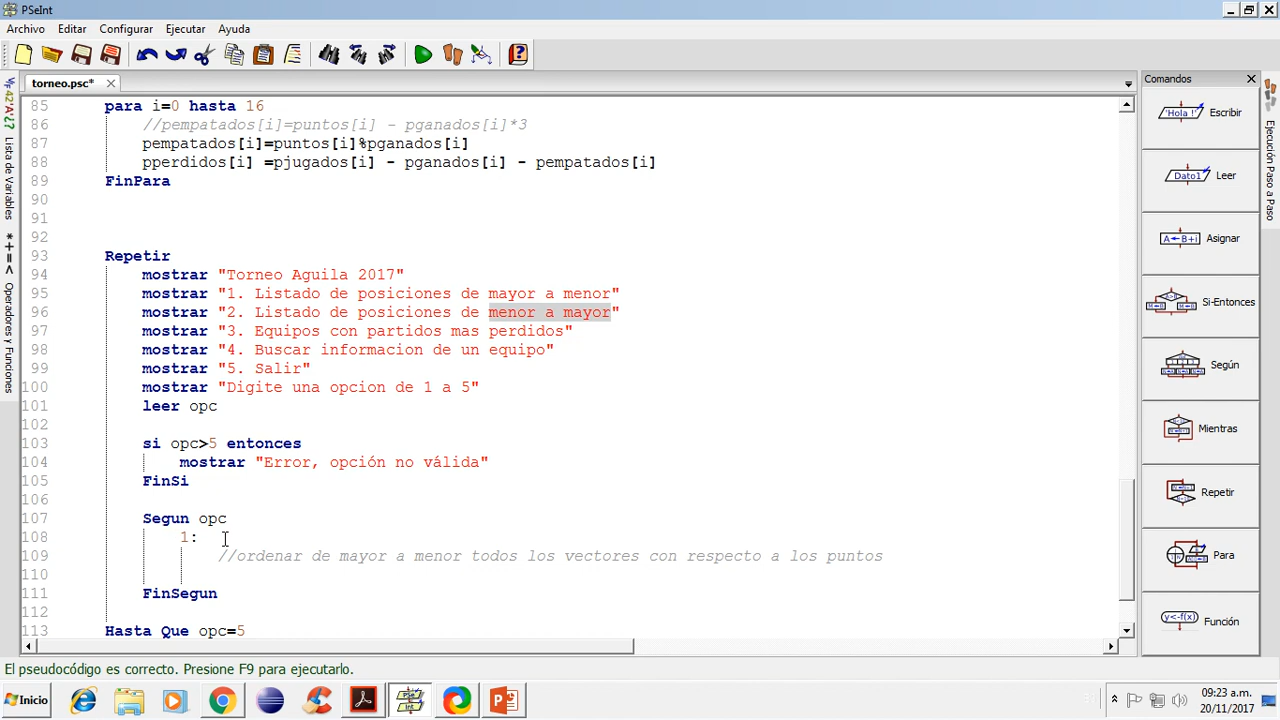 PSeInt
Archivo Editar Configurar Ejecutar Ayuda
torneo.psc*
Comandos
85 para i=0 hasta 16
86 //pempatados[i]=puntos[i] - pganados[i]*3
87 pempatados[i]=puntos[i]%pganados[i]
88 pperdidos[i] =pjugados[i] - pganados[i] - pempatados[i]
89 FinPara
90
91
92
93 Repetir
94 mostrar "Torneo Aguila 2017"
95 mostrar "1. Listado de posiciones de mayor a menor"
96 mostrar "2. Listado de posiciones de menor a mayor"
97 mostrar "3. Equipos con partidos mas perdidos"
98 mostrar "4. Buscar informacion de un equipo"
99 mostrar "5. Salir"
100 mostrar "Digite una opcion de 1 a 5"
101 leer opc
102
103 si opc>5 entonces
104 mostrar "Error, opción no válida"
105 FinSi
106
107 Segun opc
108 1:
109 //ordenar de mayor a menor todos los vectores con respecto a los puntos
110
111 FinSegun
112
113 Hasta Que opc=5
Lista de Variables
*+=< Operadores y Funciones
'Hola !' Escribir
Dato1 Leer
A←B+i Asignar
Si-Entonces
Según
Mientras
Repetir
Para
y<-f(x) Función
Ejecución Paso a Paso
El pseudocódigo es correcto. Presione F9 para ejecutarlo.
Inicio
09:23 a.m.
20/11/2017